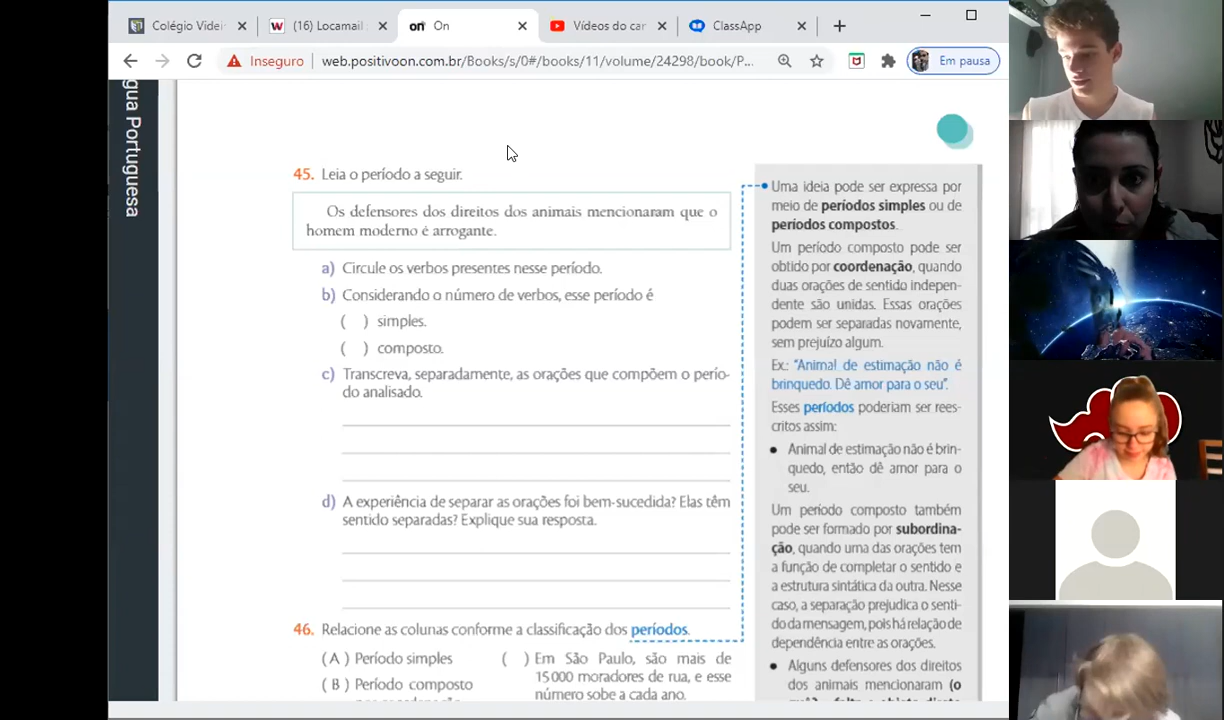 Colégio Videi
(16) Locamail
on
On
Vídeos do car
ClassApp
Inseguro
web.positivoon.com.br/Books/s/0#/books/11/volume/24298/book/P...
Em pausa
gua Portuguesa
45. Leia o período a seguir.
Os defensores dos direitos dos animais mencionaram que o
homem moderno é arrogante.
a) Circule os verbos presentes nesse período.
b) Considerando o número de verbos, esse período é
( ) simples.
( ) composto.
c) Transcreva, separadamente, as orações que compõem o perío-
do analisado.
d) A experiência de separar as orações foi bem-sucedida? Elas têm
sentido separadas? Explique sua resposta.
46. Relacione as colunas conforme a classificação dos períodos.
( A ) Período simples
( B ) Período composto
( ) Em São Paulo, são mais de
15 000 moradores de rua, e esse
número sobe a cada ano.
Uma ideia pode ser expressa por
meio de períodos simples ou de
períodos compostos.
Um período composto pode ser
obtido por coordenação, quando
duas orações de sentido indepen-
dente são unidas. Essas orações
podem ser separadas novamente,
sem prejuízo algum.
Ex.: “Animal de estimação não é
brinquedo. Dê amor para o seu”.
Esses períodos poderiam ser rees-
critos assim:
• Animal de estimação não é brin-
quedo, então dê amor para o
seu.
Um período composto também
pode ser formado por subordina-
ção, quando uma das orações tem
a função de completar o sentido e
a estrutura sintática da outra. Nesse
caso, a separação prejudica o senti-
do da mensagem, pois há relação de
dependência entre as orações.
• Alguns defensores dos direitos
dos animais mencionaram (o